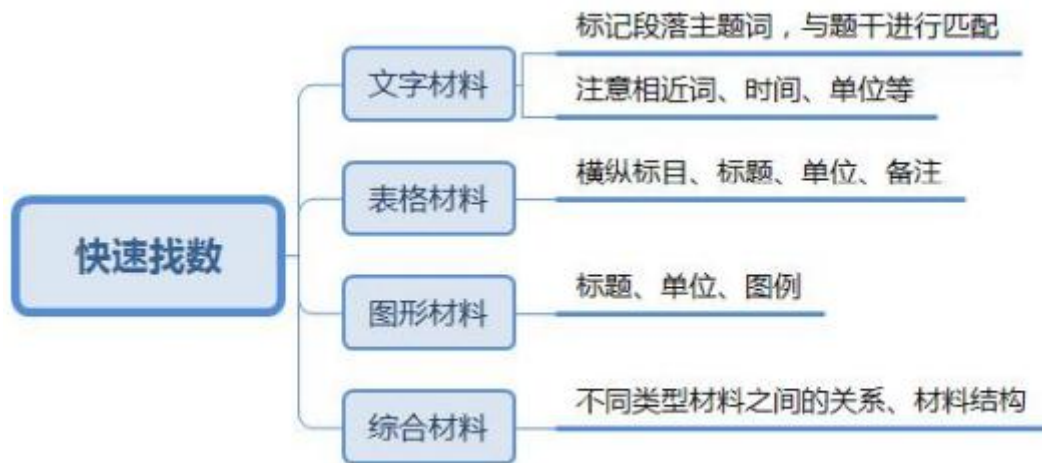 快速找数
文字材料
标记段落主题词，与题干进行匹配
注意相近词、时间、单位等
表格材料
横纵标目、标题、单位、备注
图形材料
标题、单位、图例
综合材料
不同类型材料之间的关系、材料结构